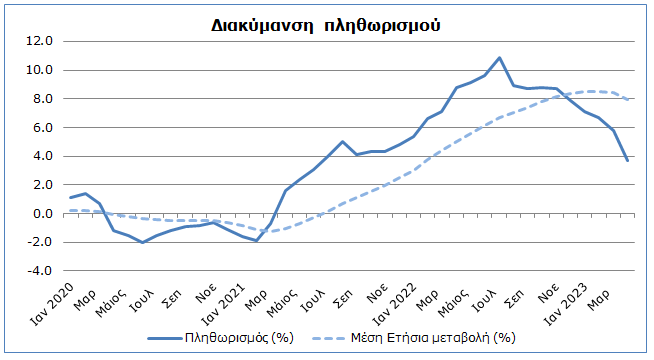 Διακύμανση πληθωρισμού
12.0
10.0
8.0
6.0
4.0
2.0
0.0
-2.0
-4.0
Ιαν 2020
Μαρ
Μάιος
Ιουλ
Σεπ
Νοε
Ιαν 2021
Μαρ
Μάιος
Ιουλ
Σεπ
Νοε
Ιαν 2022
Μαρ
Μάιος
Ιουλ
Σεπ
Νοε
Ιαν 2023
Μαρ
Πληθωρισμός (%)
Μέση Ετήσια μεταβολή (%)